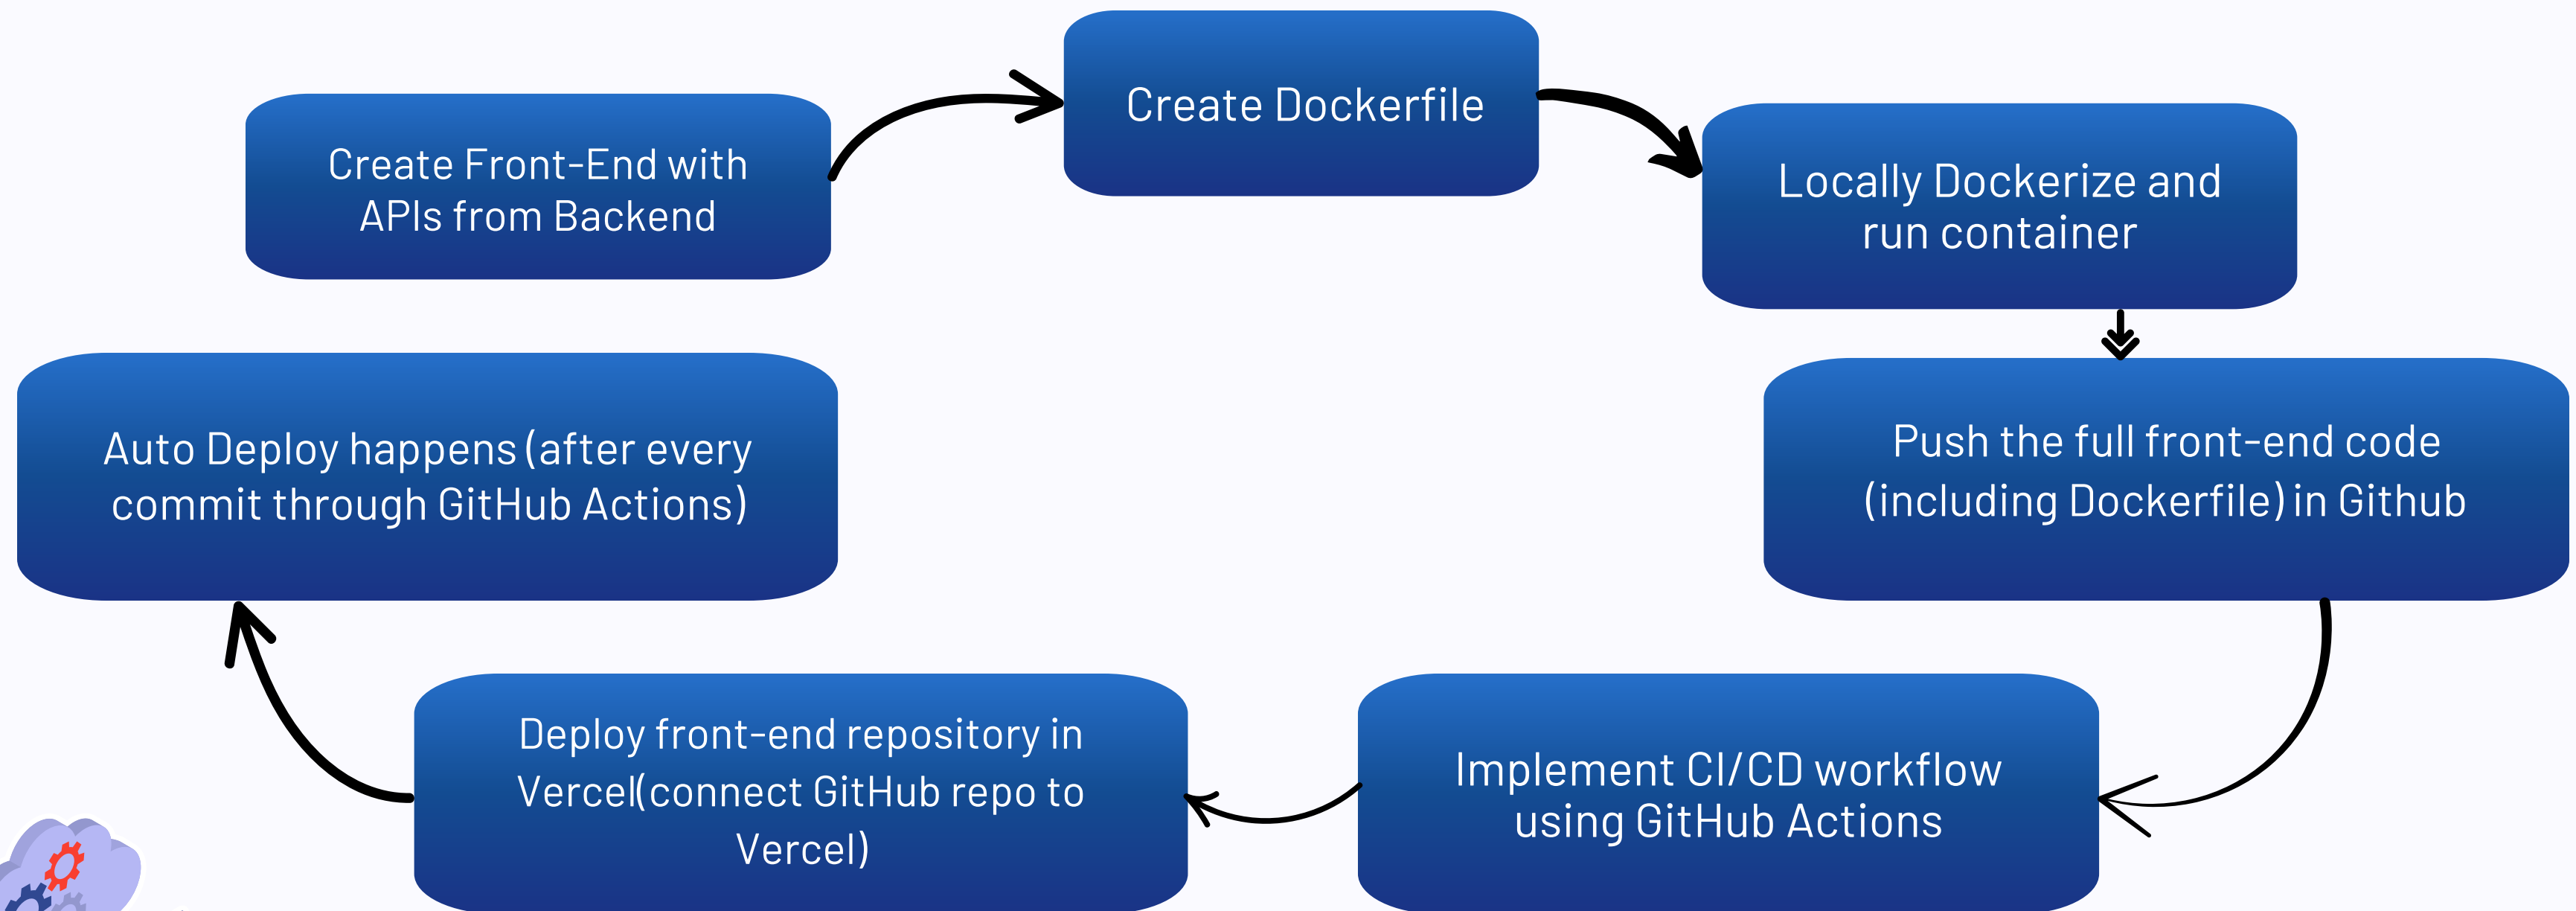 Create Front-End with
APIs from Backend
Create Dockerfile
Locally Dockerize and
run container
Push the full front-end code
(including Dockerfile) in Github
Implement CI/CD workflow
using GitHub Actions
Deploy front-end repository in
Vercel(connect GitHub repo to
Vercel)
Auto Deploy happens (after every
commit through GitHub Actions)